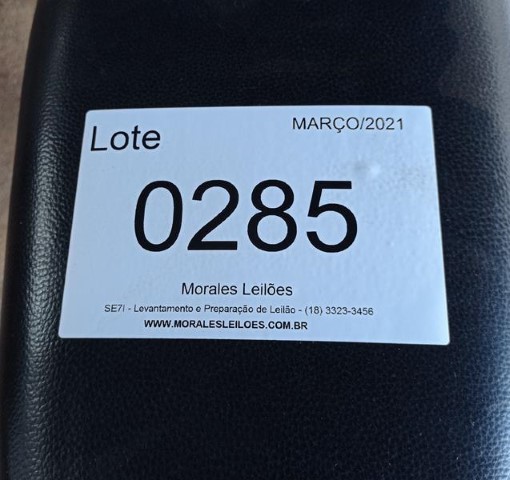 Lote MARÇO/2021
0285
Morales Leilões
SE7I - Levantamento e Preparação de Leilão - (18) 3323-3456
WWW.MORALESLEILOES.COM.BR